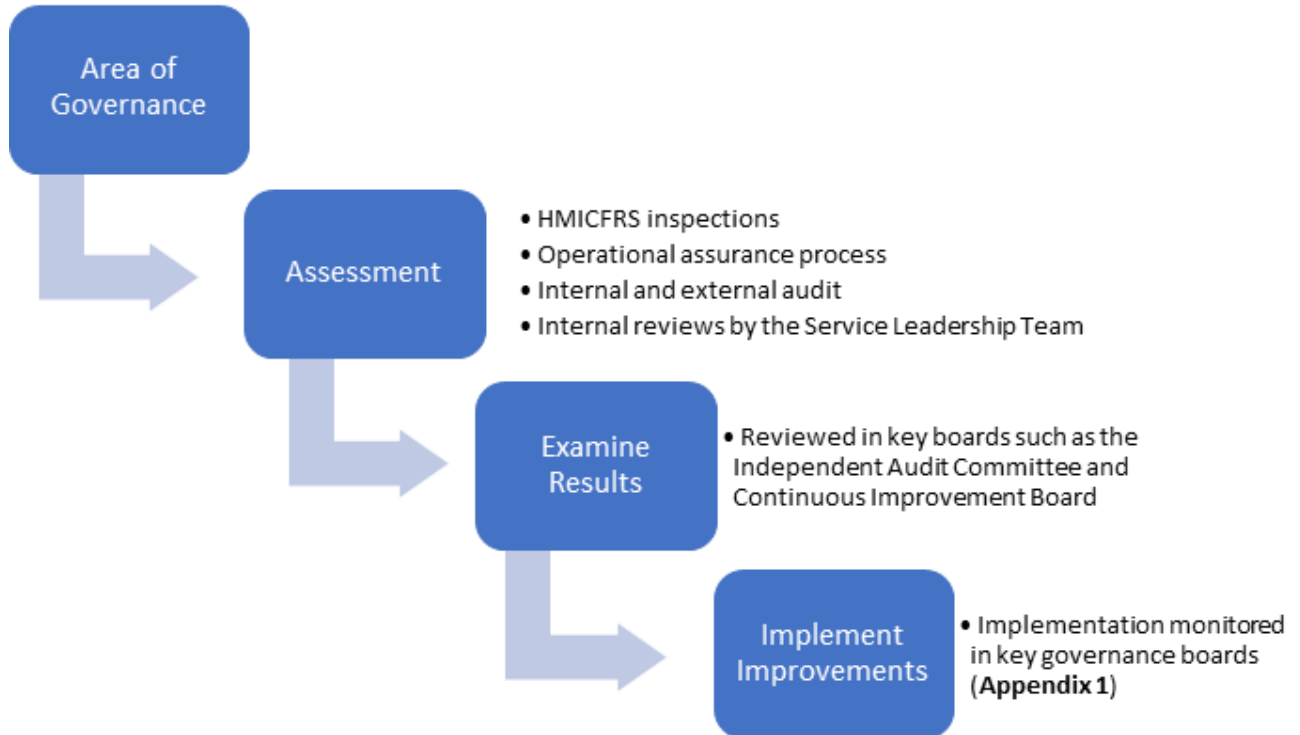 Area of
Governance
Assessment
• HMICFRS inspections
• Operational assurance process
• Internal and external audit
• Internal reviews by the Service Leadership Team
Examine
Results
• Reviewed in key boards such as the
Independent Audit Committee and
Continuous Improvement Board
Implement
Improvements
• Implementation monitored
in key governance boards
(Appendix 1)